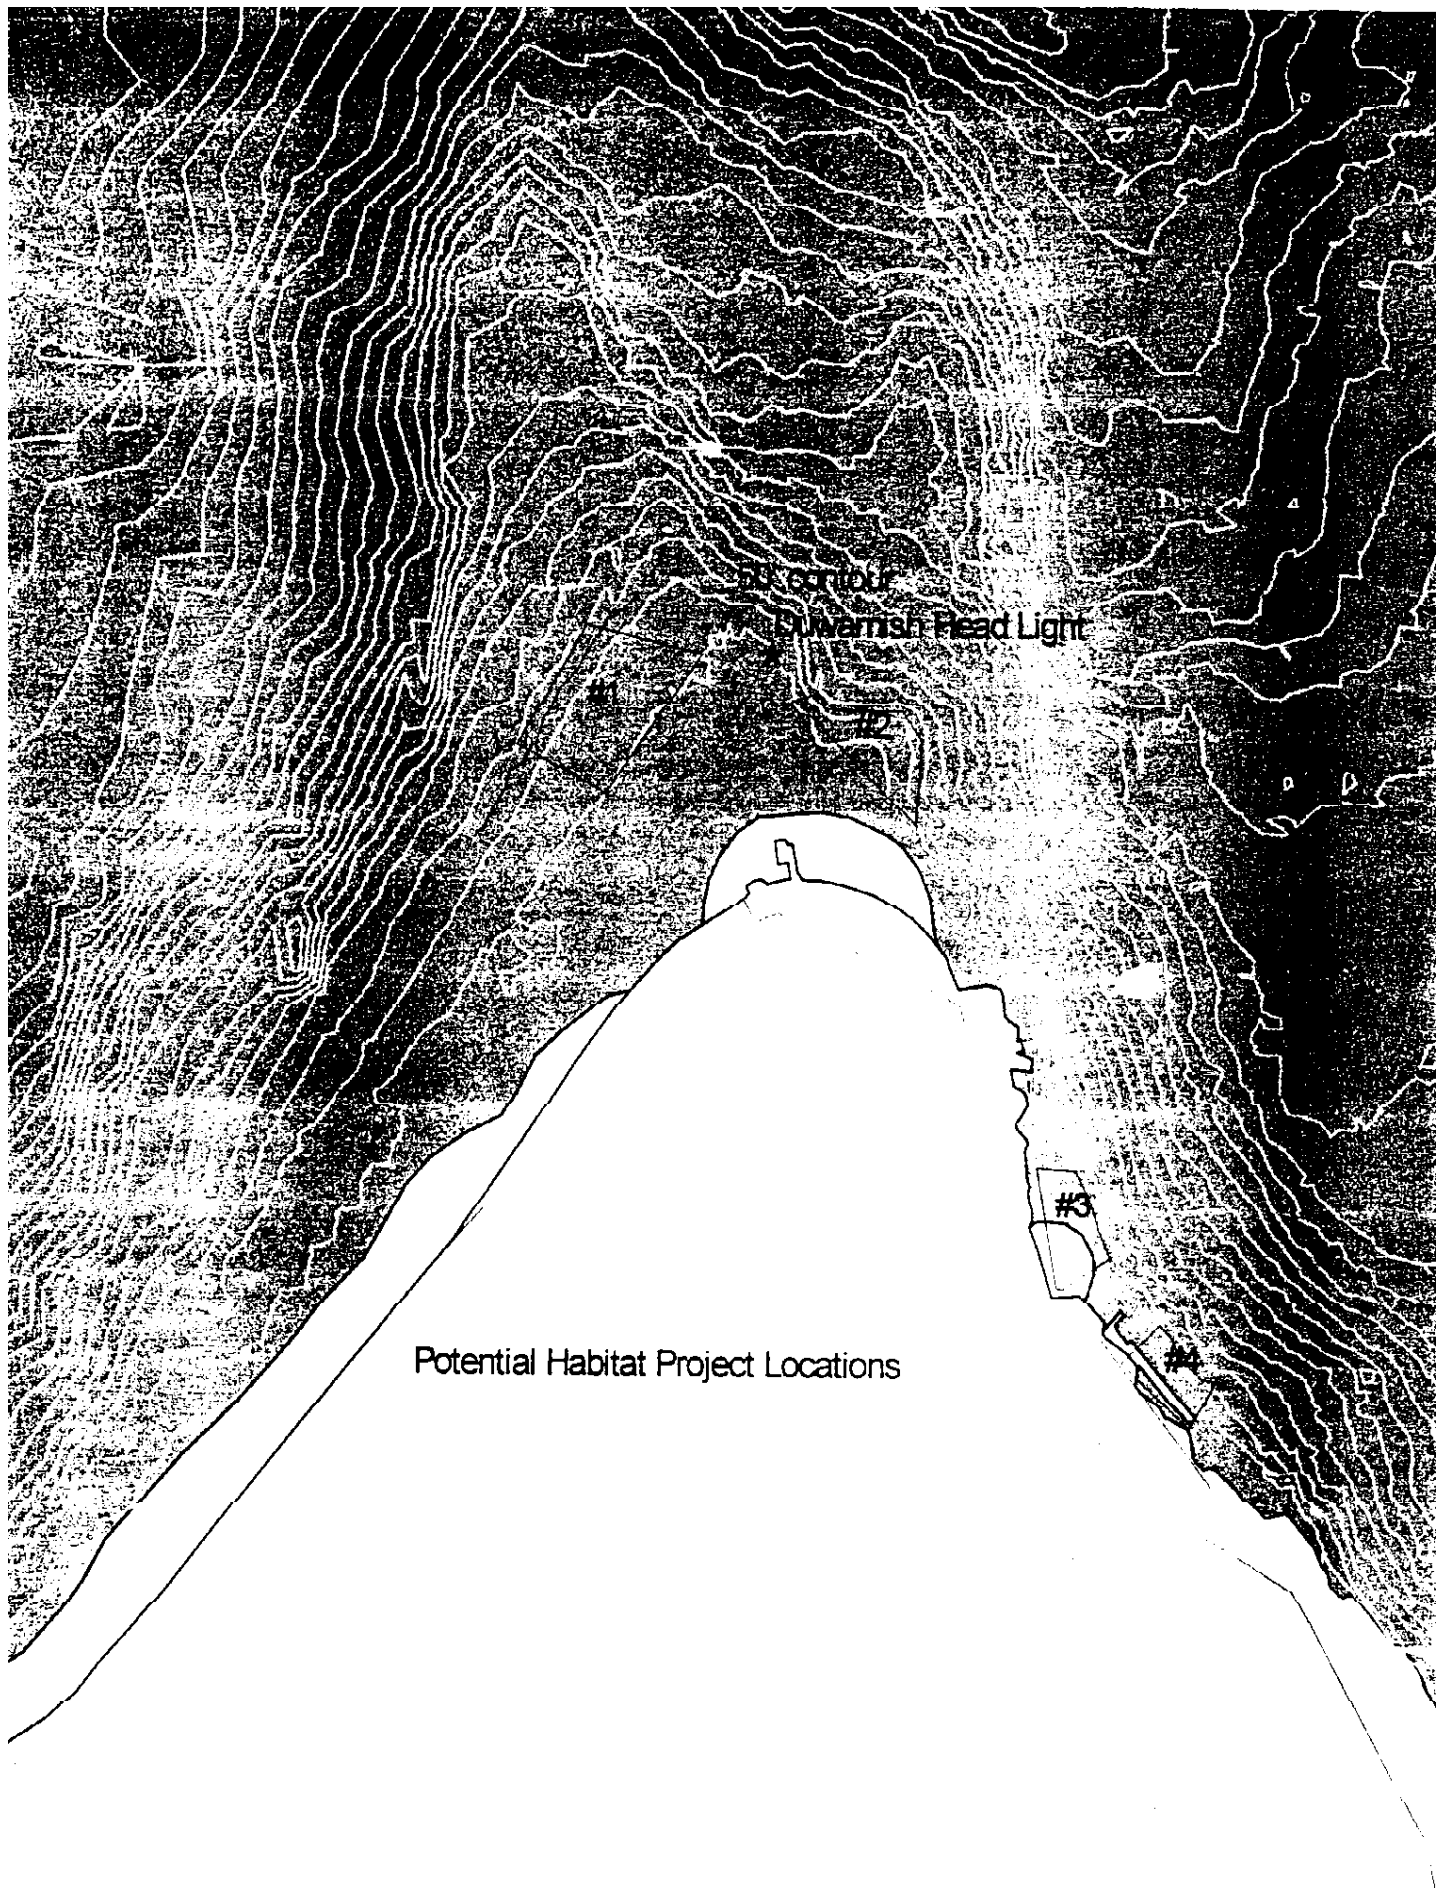 50' contour
Duwamish Head Light
#1
#2
#3
#4
Potential Habitat Project Locations